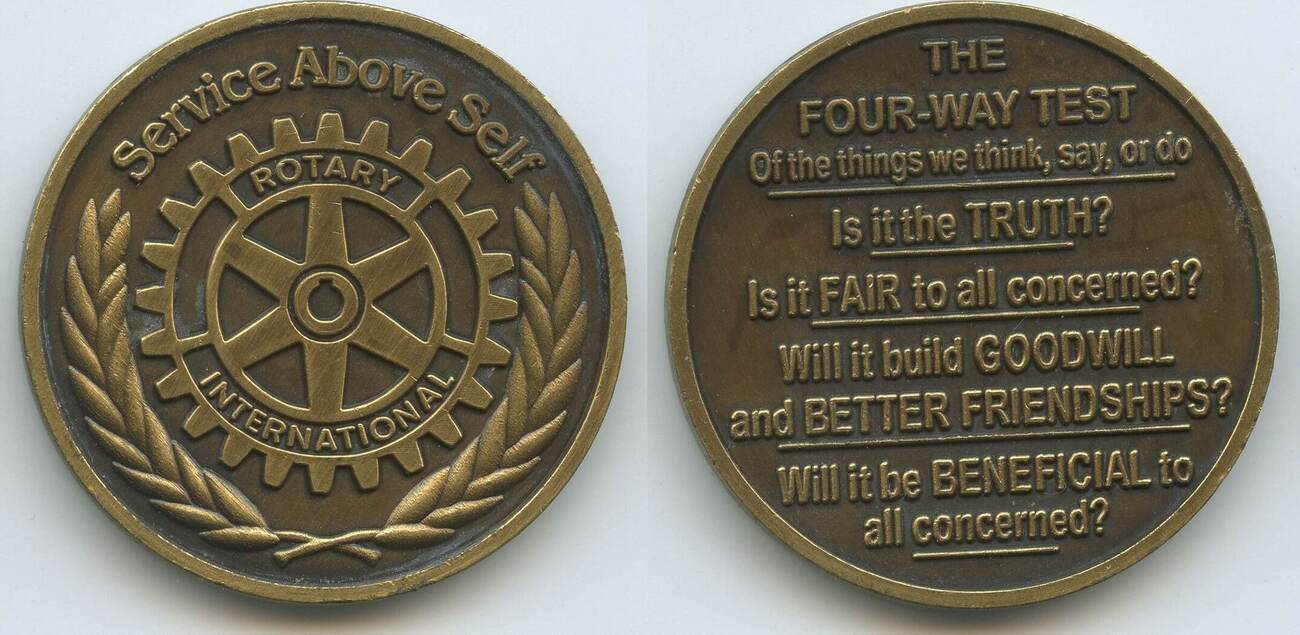 Service Above Self
ROTARY
INTERNATIONAL
THE
FOUR-WAY TEST
Of the things we think, say, or do
Is it the TRUTH?
Is it FAIR to all concerned?
Will it build GOODWILL
and BETTER FRIENDSHIPS?
Will it be BENEFICIAL to
all concerned?